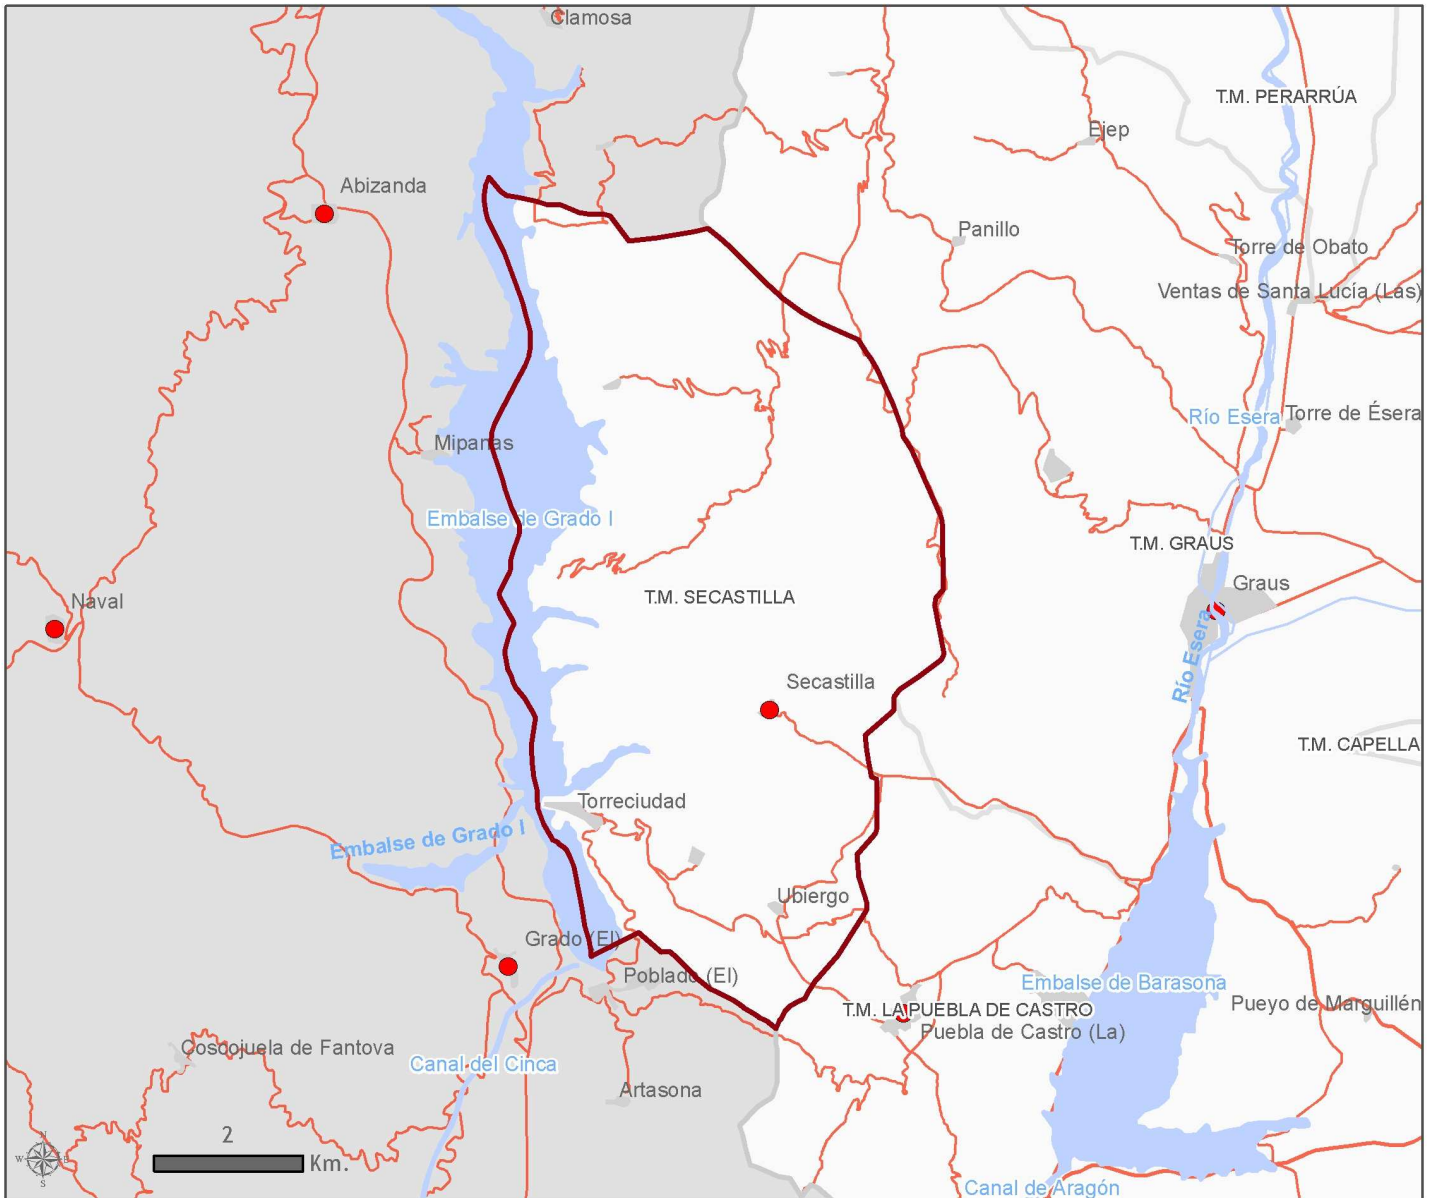 Clamosa
T.M. PERARRÚA
Ejep
Abizanda
Panillo
Torre de Obato
Ventas de Santa Lucía (Las)
Río Esera
Torre de Ésera
Mipanas
Embalse de Grado I
T.M. GRAUS
Graus
Naval
T.M. SECASTILLA
Río Esera
Secastilla
T.M. CAPELLA
Torreciudad
Embalse de Grado I
Ubiergo
Grado (El)
Poblado (El)
Embalse de Barasona
Pueyo de Marguillén
T.M. LA PUEBLA DE CASTRO
Puebla de Castro (La)
Coscojuela de Fantova
Canal del Cinca
Artasona
2
Km.
N
W
E
S
Canal de Aragón